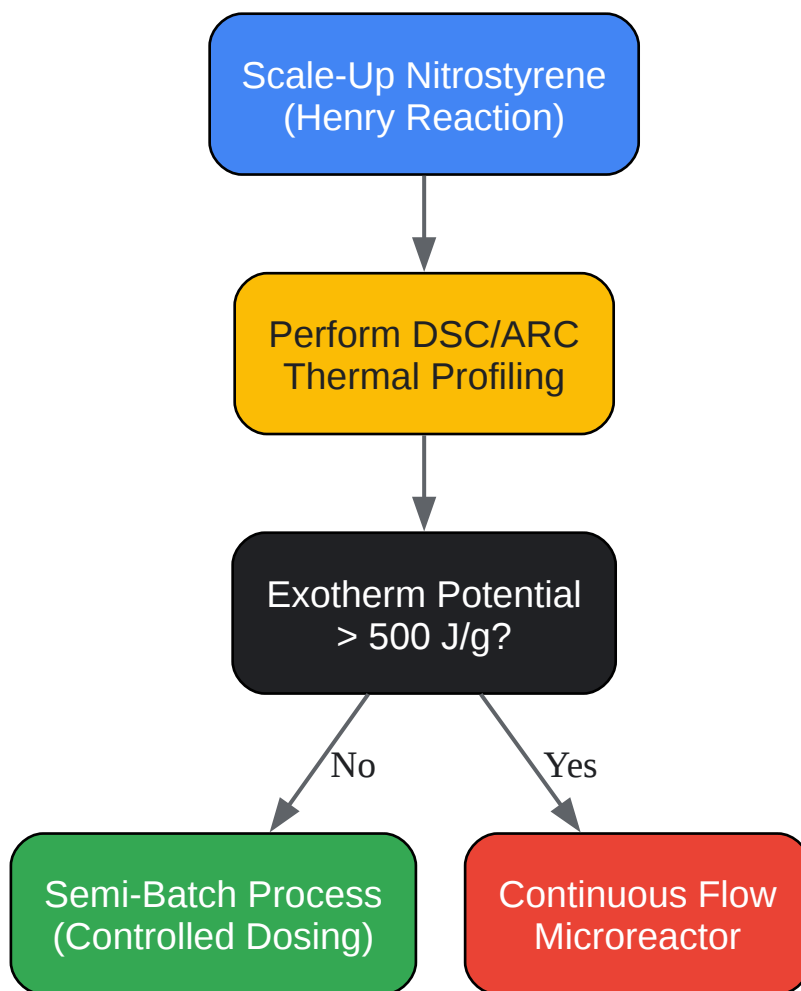 Scale-Up Nitrostyrene
(Henry Reaction)
Perform DSC/ARC
Thermal Profiling
Exotherm Potential
> 500 J/g?
No
Yes
Semi-Batch Process
(Controlled Dosing)
Continuous Flow
Microreactor